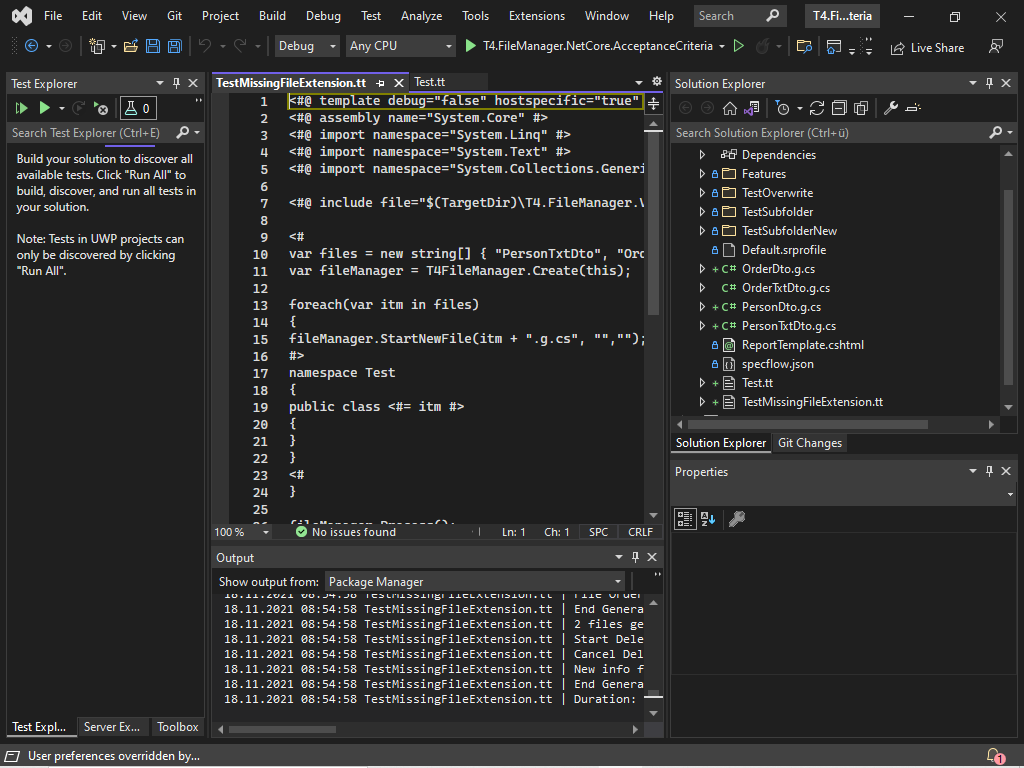 File Edit View Git Project Build Debug Test Analyze Tools Extensions Window Help Search T4.Fi...teria
Debug Any CPU T4.FileManager.NetCore.AcceptanceCriteria Live Share
Test Explorer
0
Search Test Explorer (Ctrl+E)
Build your solution to discover all
available tests. Click "Run All" to
build, discover, and run all tests in
your solution.
Note: Tests in UWP projects can
only be discovered by clicking
"Run All".
Test Expl... Server Ex... Toolbox
TestMissingFileExtension.tt Test.tt
1 <#@ template debug="false" hostspecific="true"
2 <#@ assembly name="System.Core" #>
3 <#@ import namespace="System.Linq" #>
4 <#@ import namespace="System.Text" #>
5 <#@ import namespace="System.Collections.Generi
6
7 <#@ include file="$(TargetDir)\T4.FileManager.V
8
9 <#
10 var files = new string[] { "PersonTxtDto", "Ord
11 var fileManager = T4FileManager.Create(this);
12
13 foreach(var itm in files)
14 {
15 fileManager.StartNewFile(itm + ".g.cs", "","");
16 #>
17 namespace Test
18 {
19 public class <#= itm #>
20 {
21 }
22 }
23 <#
24 }
25
26 fileManager.Process();
100 % No issues found Ln: 1 Ch: 1 SPC CRLF
Output
Show output from: Package Manager
18.11.2021 08:54:58 TestMissingFileExtension.tt | File Order
18.11.2021 08:54:58 TestMissingFileExtension.tt | End Genera
18.11.2021 08:54:58 TestMissingFileExtension.tt | 2 files ge
18.11.2021 08:54:58 TestMissingFileExtension.tt | Start Dele
18.11.2021 08:54:58 TestMissingFileExtension.tt | Cancel Del
18.11.2021 08:54:58 TestMissingFileExtension.tt | New info f
18.11.2021 08:54:58 TestMissingFileExtension.tt | End Genera
18.11.2021 08:54:58 TestMissingFileExtension.tt | Duration:
Solution Explorer
Search Solution Explorer (Ctrl+ü)
Dependencies
Features
TestOverwrite
TestSubfolder
TestSubfolderNew
Default.srprofile
+ C# OrderDto.g.cs
C# OrderTxtDto.g.cs
+ C# PersonDto.g.cs
+ C# PersonTxtDto.g.cs
ReportTemplate.cshtml
specflow.json
+ Test.tt
+ TestMissingFileExtension.tt
Solution Explorer Git Changes
Properties
User preferences overridden by... 1